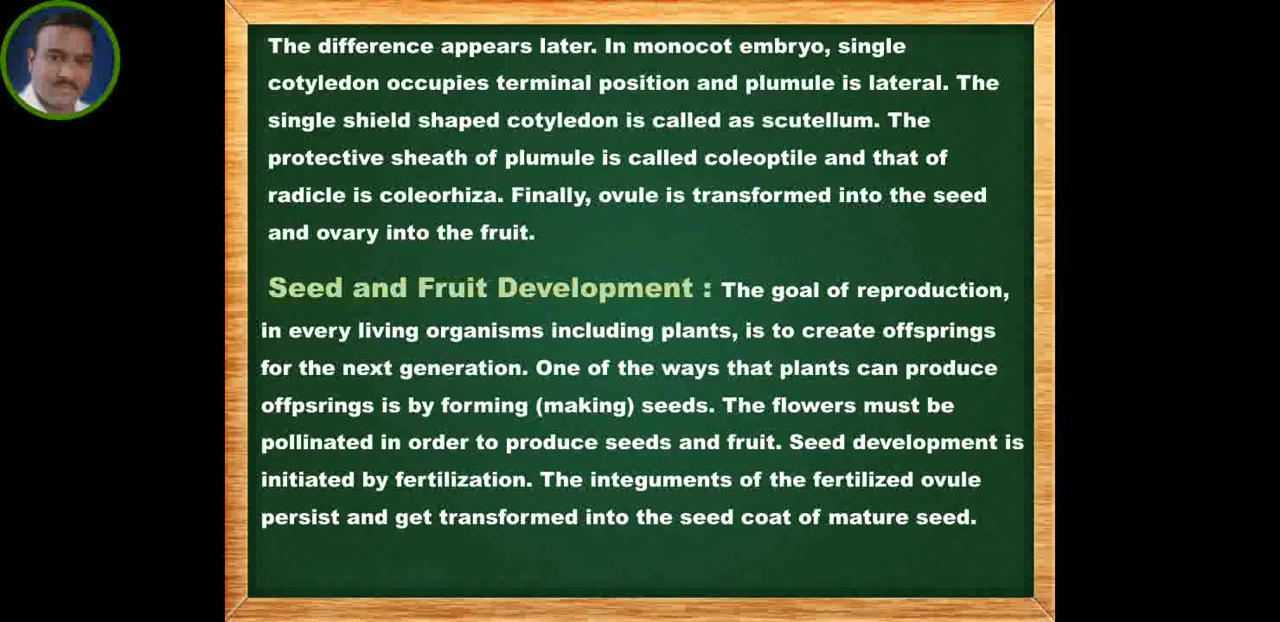 The difference appears later. In monocot embryo, single
cotyledon occupies terminal position and plumule is lateral. The
single shield shaped cotyledon is called as scutellum. The
protective sheath of plumule is called coleoptile and that of
radicle is coleorhiza. Finally, ovule is transformed into the seed
and ovary into the fruit.
Seed and Fruit Development : The goal of reproduction,
in every living organisms including plants, is to create offsprings
for the next generation. One of the ways that plants can produce
offpsrings is by forming (making) seeds. The flowers must be
pollinated in order to produce seeds and fruit. Seed development is
initiated by fertilization. The integuments of the fertilized ovule
persist and get transformed into the seed coat of mature seed.